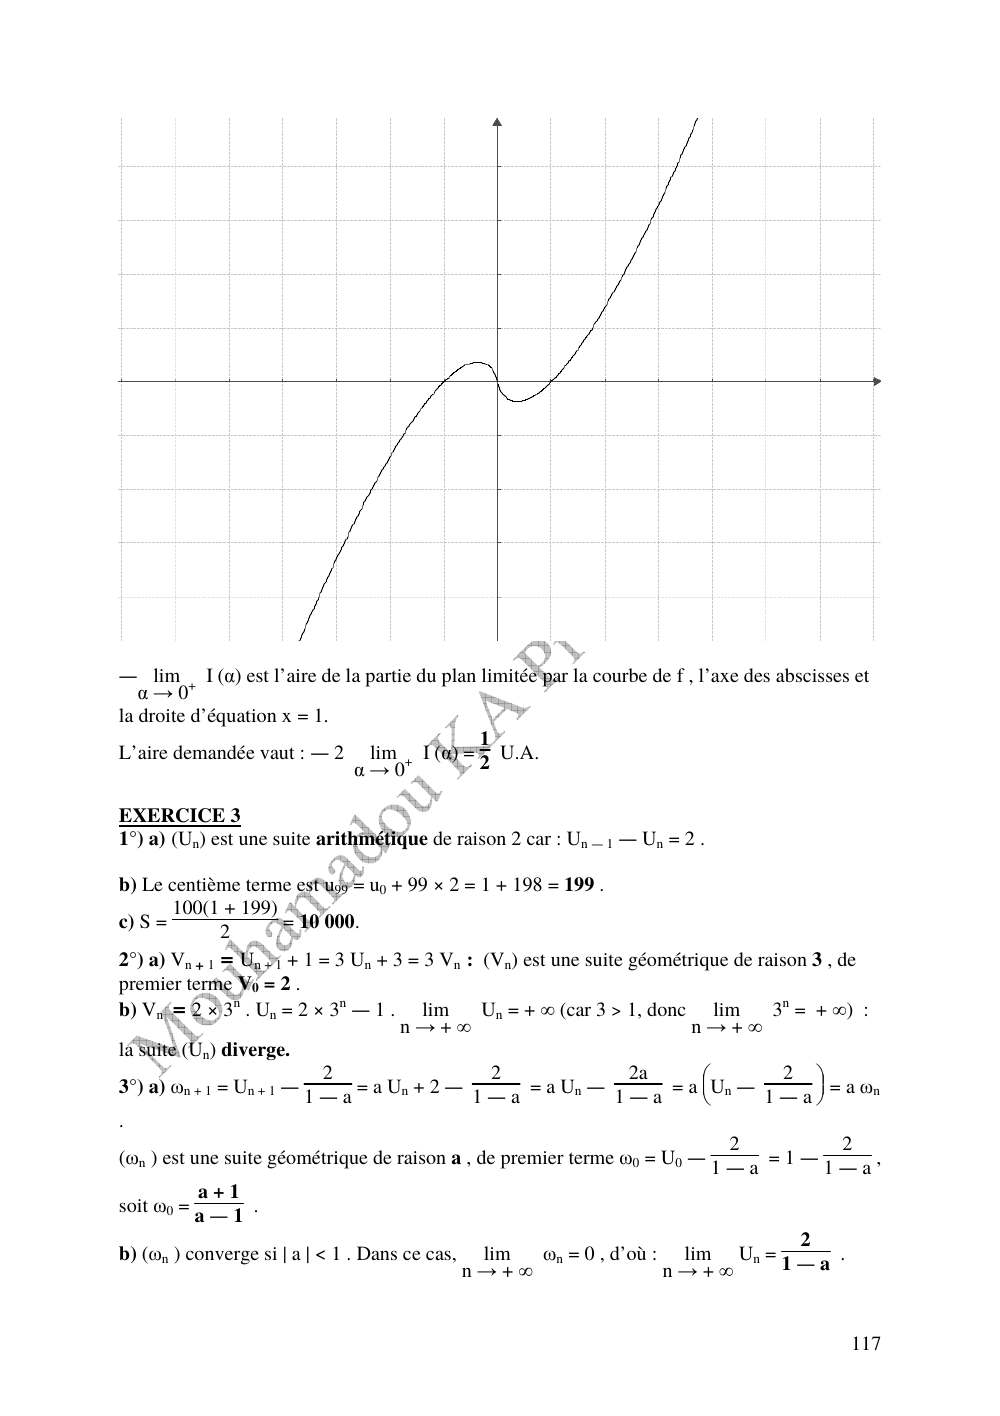 — lim I (α) est l’aire de la partie du plan limitée par la courbe de f , l’axe des abscisses et
α → 0⁺
la droite d’équation x = 1.
L’aire demandée vaut : — 2 lim I (α) = 1/2 U.A.
α → 0⁺
EXERCICE 3
1°) a) (Uₙ) est une suite arithmétique de raison 2 car : Uₙ ₋ ₁ — Uₙ = 2 .
b) Le centième terme est u₉₉ = u₀ + 99 × 2 = 1 + 198 = 199 .
c) S = 100(1 + 199)/2 = 10 000.
2°) a) Vₙ ₊ ₁ = Uₙ ₊ ₁ + 1 = 3 Uₙ + 3 = 3 Vₙ : (Vₙ) est une suite géométrique de raison 3 , de
premier terme V₀ = 2 .
b) Vₙ = 2 × 3ⁿ . Uₙ = 2 × 3ⁿ — 1 . lim Uₙ = + ∞ (car 3 > 1, donc lim 3ⁿ = + ∞) :
n → + ∞ n → + ∞
la suite (Uₙ) diverge.
3°) a) ωₙ ₊ ₁ = Uₙ ₊ ₁ — 2/(1 — a) = a Uₙ + 2 — 2/(1 — a) = a Uₙ — 2a/(1 — a) = a (Uₙ — 2/(1 — a)) = a ωₙ
.
(ωₙ ) est une suite géométrique de raison a , de premier terme ω₀ = U₀ — 2/(1 — a) = 1 — 2/(1 — a) ,
soit ω₀ = (a + 1)/(a — 1) .
b) (ωₙ ) converge si | a | < 1 . Dans ce cas, lim ωₙ = 0 , d’où : lim Uₙ = 2/(1 — a) .
n → + ∞ n → + ∞
117
Mouhamadou KA Pr